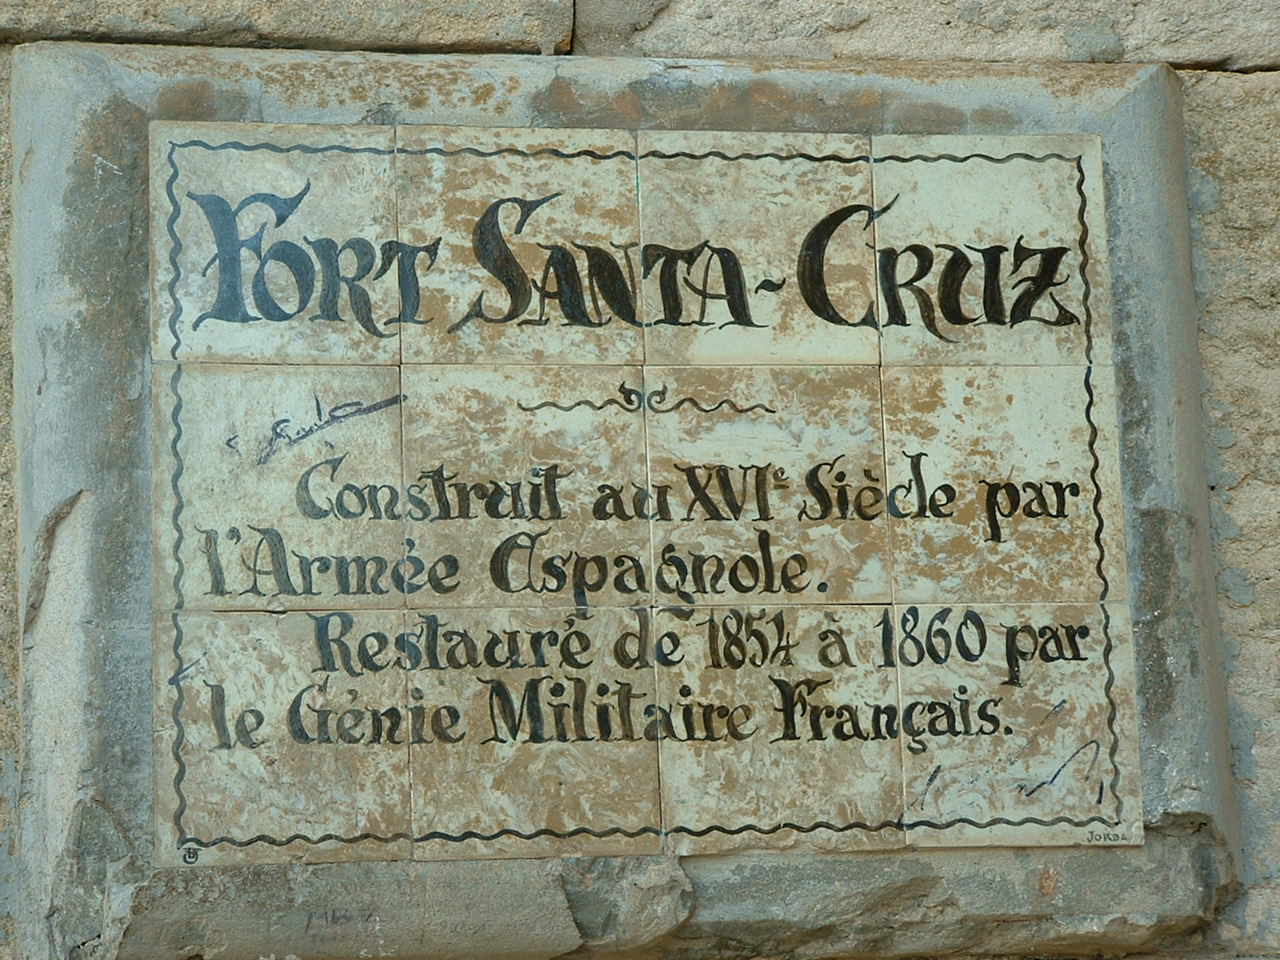 FORT SANTA-CRUZ
Construit au XVIe Siècle par
l'Armée Espagnole.
Restauré de 1854 à 1860 par
le Génie Militaire Français.